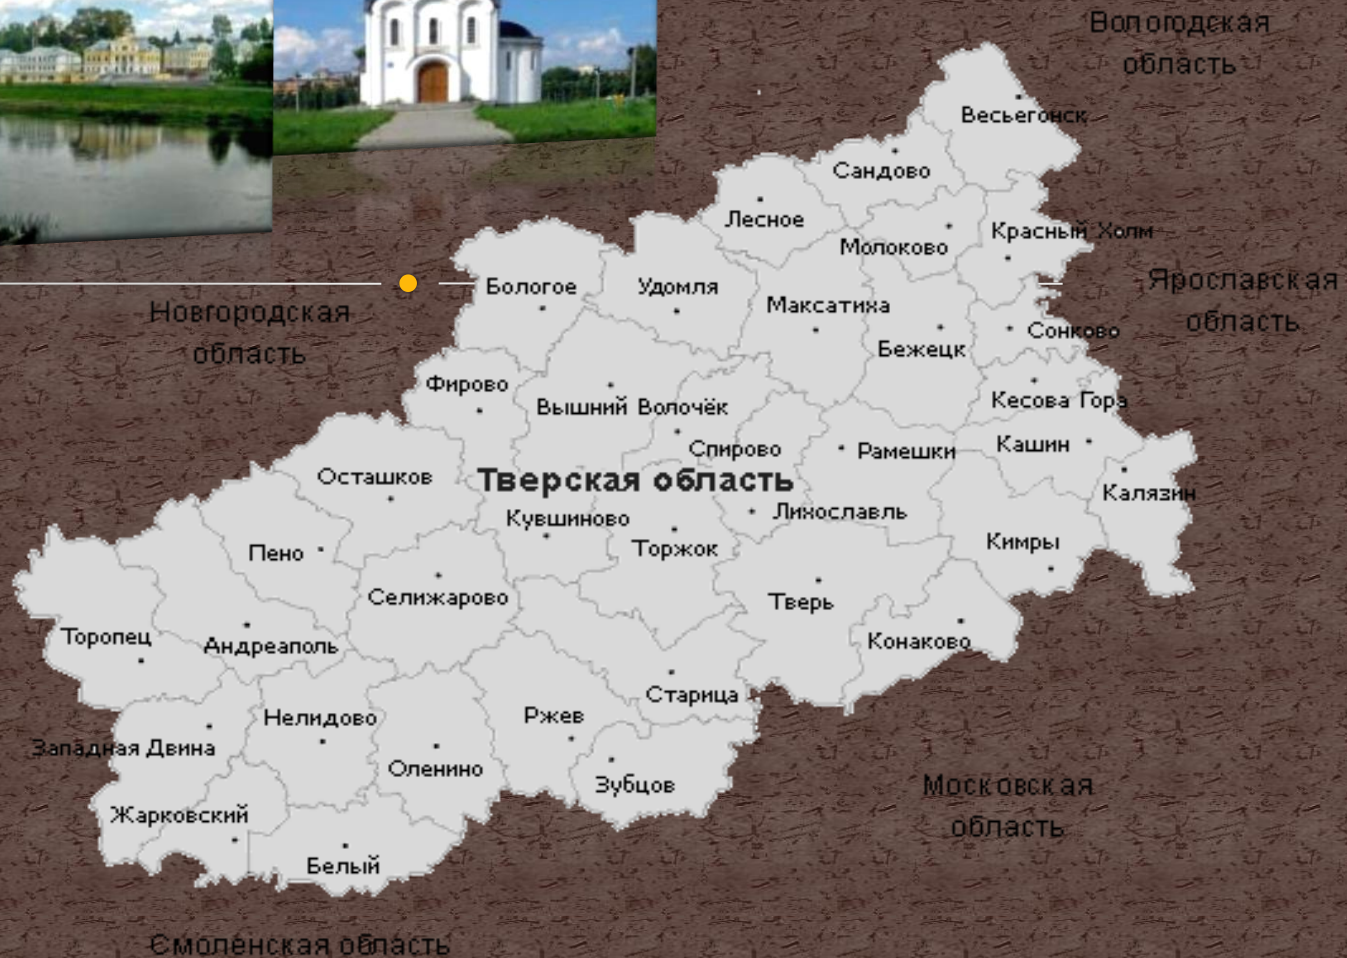 Вологодская
область
Весьегонск
Сандово
Лесное
Красный Холм
Молоково
Ярославская
область
Бологое
Удомля
Максатиха
Новгородская
область
Сонково
Бежецк
Фирово
Вышний Волочёк
Кесова Гора
Спирово
Рамешки
Кашин
Осташков
Тверская область
Калязин
Кувшиново
Лихославль
Торжок
Кимры
Пено
Селижарово
Тверь
Торопец
Андреаполь
Конаково
Старица
Нелидово
Ржев
Западная Двина
Оленино
Зубцов
Московская
область
Жарковский
Белый
Смоленская область